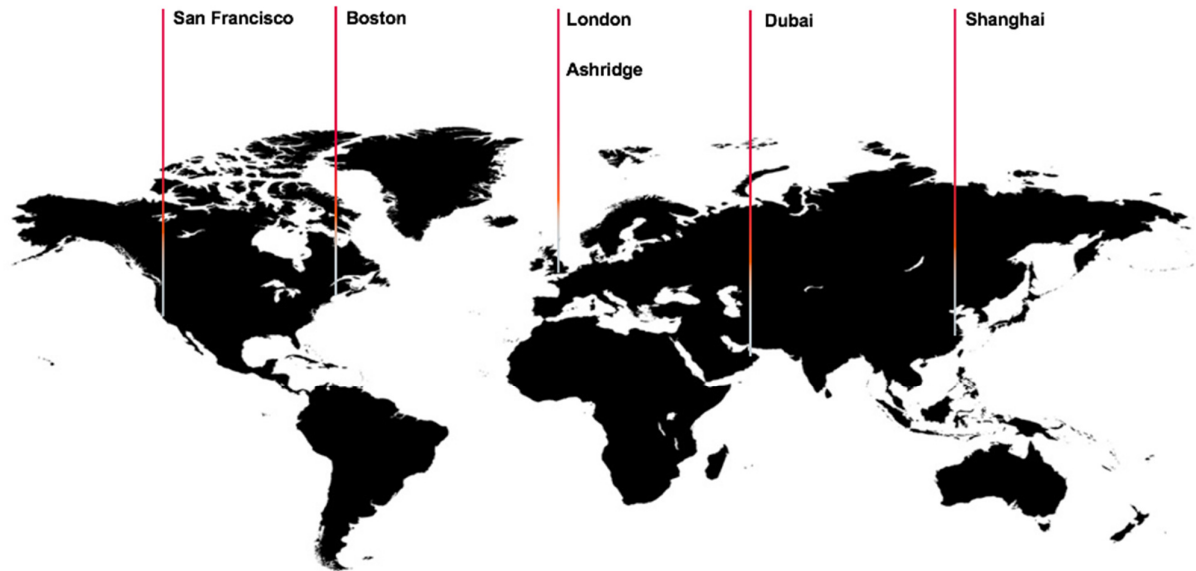 San Francisco
Boston
London
Ashridge
Dubai
Shanghai